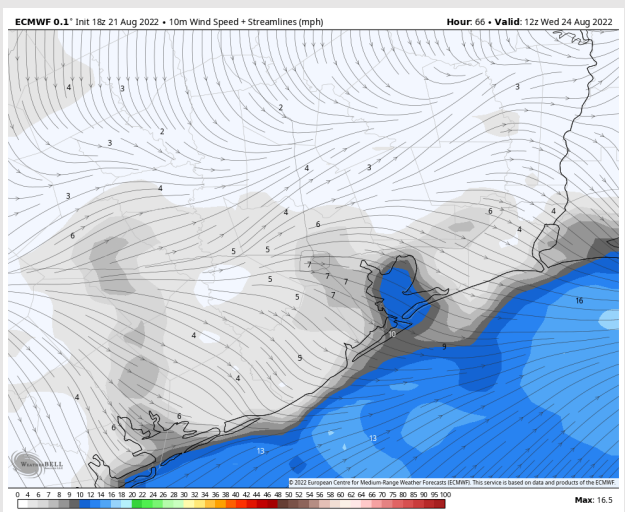 ECMWF 0.1° Init 18z 21 Aug 2022 • 10m Wind Speed + Streamlines (mph)
Hour: 66 • Valid: 12z Wed 24 Aug 2022
4 3 3
2
2
3
4 3
3 4
4 6 4
6 6 4
5 5
7
5 7 7
5 7
16
4 10
9
5
4
4
6
6
13
13
WEATHERBELL
© 2022 European Centre for Medium-Range Weather Forecasts (ECMWF). This service is based on data and products of the ECMWF.
0 4 6 7 8 9 10 12 14 16 18 20 22 24 26 28 30 32 34 36 38 40 42 44 46 48 50 52 54 56 58 60 62 64 66 70 75 80 85 90 95 100
Max: 16.5